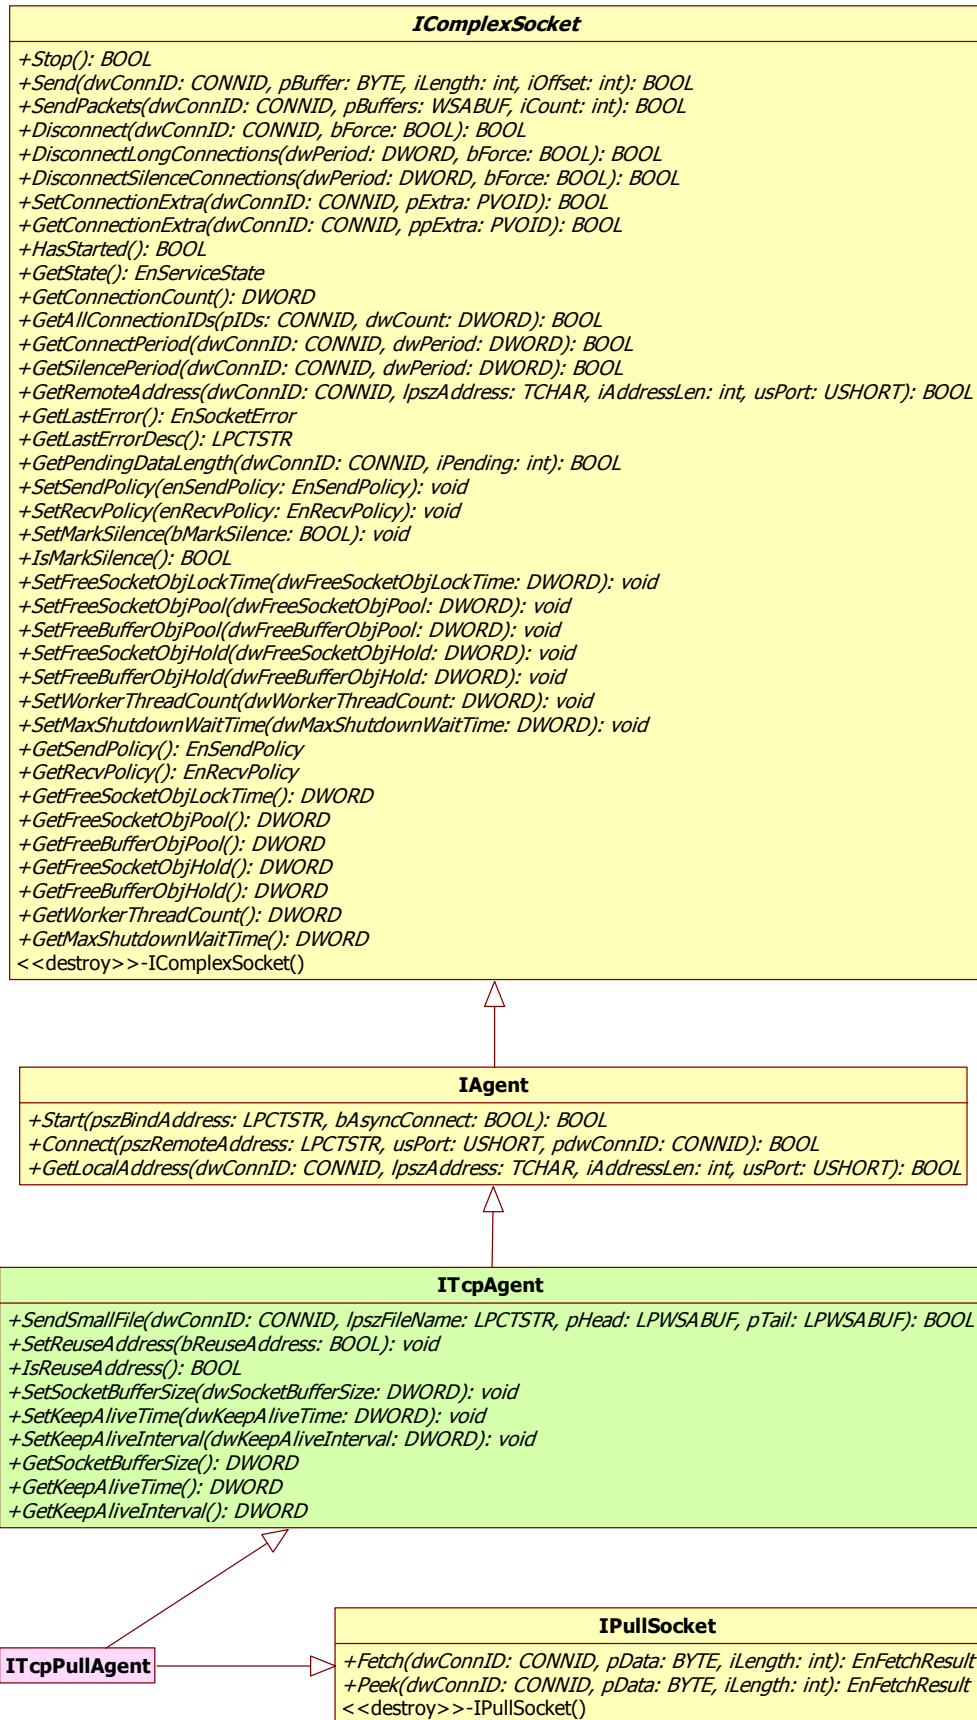 IComplexSocket
+Stop(): BOOL
+Send(dwConnID: CONNID, pBuffer: BYTE, iLength: int, iOffset: int): BOOL
+SendPackets(dwConnID: CONNID, pBuffers: WSABUF, iCount: int): BOOL
+Disconnect(dwConnID: CONNID, bForce: BOOL): BOOL
+DisconnectLongConnections(dwPeriod: DWORD, bForce: BOOL): BOOL
+DisconnectSilenceConnections(dwPeriod: DWORD, bForce: BOOL): BOOL
+SetConnectionExtra(dwConnID: CONNID, pExtra: PVOID): BOOL
+GetConnectionExtra(dwConnID: CONNID, ppExtra: PVOID): BOOL
+HasStarted(): BOOL
+GetState(): EnServiceState
+GetConnectionCount(): DWORD
+GetAllConnectionIDs(pIDs: CONNID, dwCount: DWORD): BOOL
+GetConnectPeriod(dwConnID: CONNID, dwPeriod: DWORD): BOOL
+GetSilencePeriod(dwConnID: CONNID, dwPeriod: DWORD): BOOL
+GetRemoteAddress(dwConnID: CONNID, lpszAddress: TCHAR, iAddressLen: int, usPort: USHORT): BOOL
+GetLastError(): EnSocketError
+GetLastErrorDesc(): LPCTSTR
+GetPendingDataLength(dwConnID: CONNID, iPending: int): BOOL
+SetSendPolicy(enSendPolicy: EnSendPolicy): void
+SetRecvPolicy(enRecvPolicy: EnRecvPolicy): void
+SetMarkSilence(bMarkSilence: BOOL): void
+IsMarkSilence(): BOOL
+SetFreeSocketObjLockTime(dwFreeSocketObjLockTime: DWORD): void
+SetFreeSocketObjPool(dwFreeSocketObjPool: DWORD): void
+SetFreeBufferObjPool(dwFreeBufferObjPool: DWORD): void
+SetFreeSocketObjHold(dwFreeSocketObjHold: DWORD): void
+SetFreeBufferObjHold(dwFreeBufferObjHold: DWORD): void
+SetWorkerThreadCount(dwWorkerThreadCount: DWORD): void
+SetMaxShutdownWaitTime(dwMaxShutdownWaitTime: DWORD): void
+GetSendPolicy(): EnSendPolicy
+GetRecvPolicy(): EnRecvPolicy
+GetFreeSocketObjLockTime(): DWORD
+GetFreeSocketObjPool(): DWORD
+GetFreeBufferObjPool(): DWORD
+GetFreeSocketObjHold(): DWORD
+GetFreeBufferObjHold(): DWORD
+GetWorkerThreadCount(): DWORD
+GetMaxShutdownWaitTime(): DWORD
<<destroy>>-IComplexSocket()
IAgent
+Start(pszBindAddress: LPCTSTR, bAsyncConnect: BOOL): BOOL
+Connect(pszRemoteAddress: LPCTSTR, usPort: USHORT, pdwConnID: CONNID): BOOL
+GetLocalAddress(dwConnID: CONNID, lpszAddress: TCHAR, iAddressLen: int, usPort: USHORT): BOOL
ITcpAgent
+SendSmallFile(dwConnID: CONNID, lpszFileName: LPCTSTR, pHead: LPWSABUF, pTail: LPWSABUF): BOOL
+SetReuseAddress(bReuseAddress: BOOL): void
+IsReuseAddress(): BOOL
+SetSocketBufferSize(dwSocketBufferSize: DWORD): void
+SetKeepAliveTime(dwKeepAliveTime: DWORD): void
+SetKeepAliveInterval(dwKeepAliveInterval: DWORD): void
+GetSocketBufferSize(): DWORD
+GetKeepAliveTime(): DWORD
+GetKeepAliveInterval(): DWORD
ITcpPullAgent
IPullSocket
+Fetch(dwConnID: CONNID, pData: BYTE, iLength: int): EnFetchResult
+Peek(dwConnID: CONNID, pData: BYTE, iLength: int): EnFetchResult
<<destroy>>-IPullSocket()